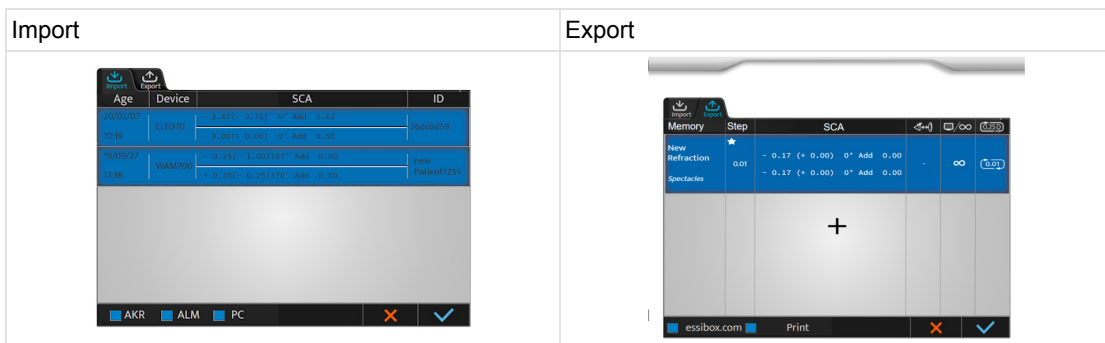 Import
Export
Import Export
Age Device SCA ID
20/02/07 10:19 CLE070 - 2.87(- 0.75) 0° Add 0.62
- 3.00(+ 0.00) 0° Add 0.50
26dcbd59
19/09/27 17:38 WAM700 - 0.25(- 1.00)157° Add 0.00
- 0.25(- 0.25)170° Add 0.00
new Patient1235
AKR ALM PC
Import Export
Memory Step SCA ∞ 0.25D
New Refraction
Spectacles
0.01
- 0.17 (+ 0.00) 0° Add 0.00
- 0.17 (+ 0.00) 0° Add 0.00
- ∞ 0.01
+
essibox.com Print